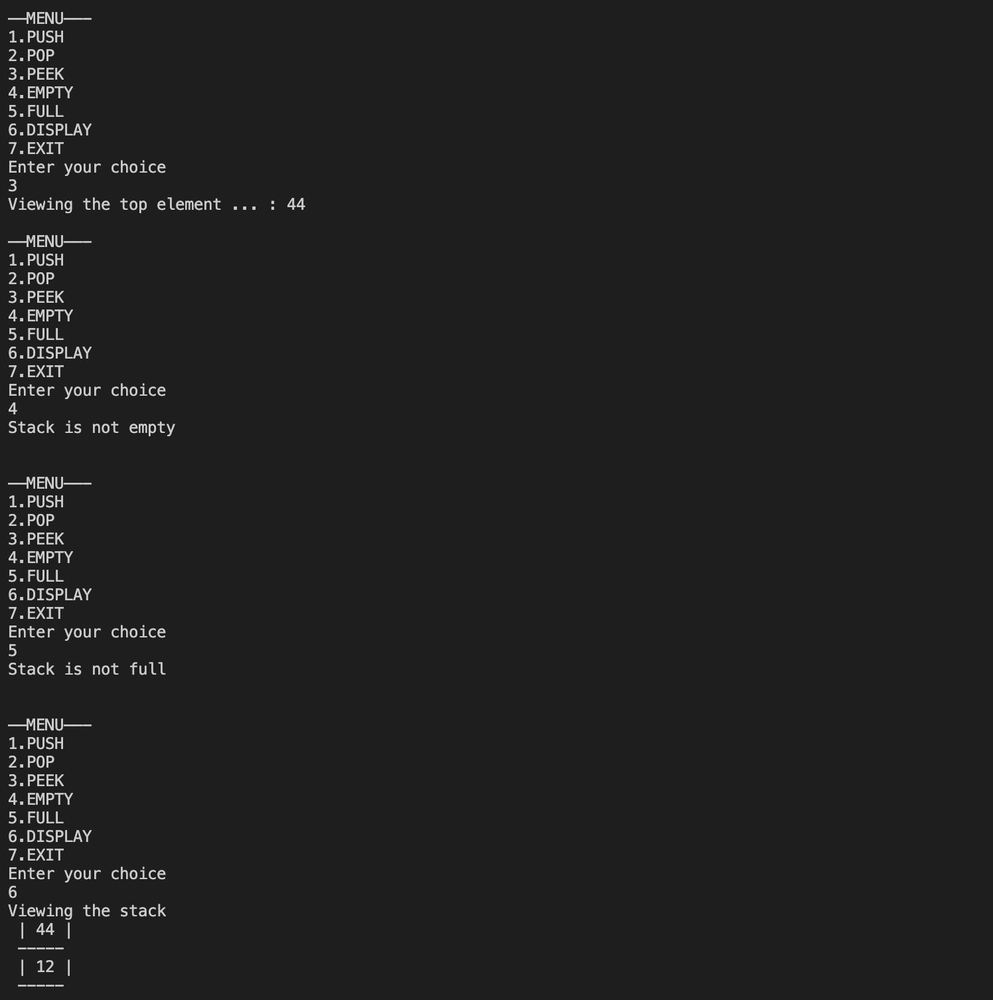 ——MENU———
1.PUSH
2.POP
3.PEEK
4.EMPTY
5.FULL
6.DISPLAY
7.EXIT
Enter your choice
3
Viewing the top element ... : 44
——MENU———
1.PUSH
2.POP
3.PEEK
4.EMPTY
5.FULL
6.DISPLAY
7.EXIT
Enter your choice
4
Stack is not empty
——MENU———
1.PUSH
2.POP
3.PEEK
4.EMPTY
5.FULL
6.DISPLAY
7.EXIT
Enter your choice
5
Stack is not full
——MENU———
1.PUSH
2.POP
3.PEEK
4.EMPTY
5.FULL
6.DISPLAY
7.EXIT
Enter your choice
6
Viewing the stack
| 44 |
-----
| 12 |
-----